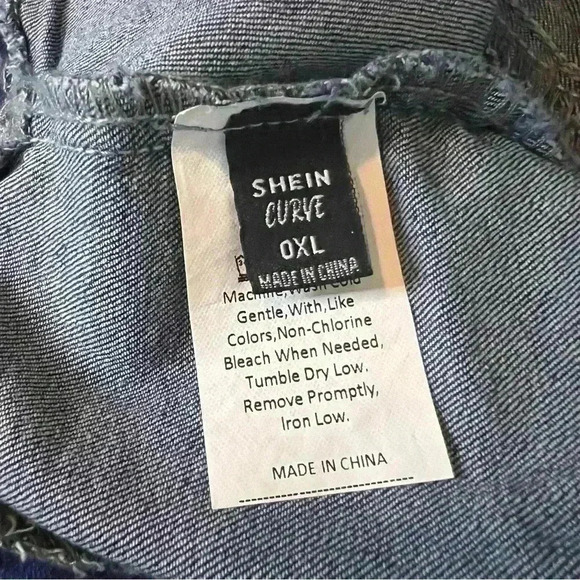 SHEIN
CURVE
0XL
MADE IN CHINA
Machine,Wash Cold
Gentle,With,Like
Colors,Non-Chlorine
Bleach When Needed,
Tumble Dry Low.
Remove Promptly,
Iron Low.
MADE IN CHINA